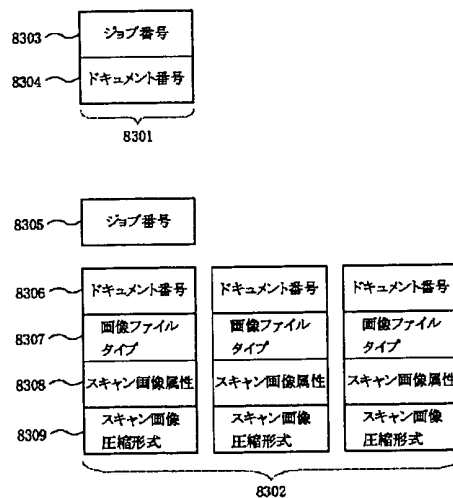 8303 ジョブ番号
8304 ドキュメント番号
8301
8305 ジョブ番号
8306 ドキュメント番号 ドキュメント番号 ドキュメント番号
8307 画像ファイル 画像ファイル 画像ファイル
タイプ タイプ タイプ
8308 スキャン画像属性 スキャン画像属性 スキャン画像属性
8309 スキャン画像 スキャン画像 スキャン画像
圧縮形式 圧縮形式 圧縮形式
8302